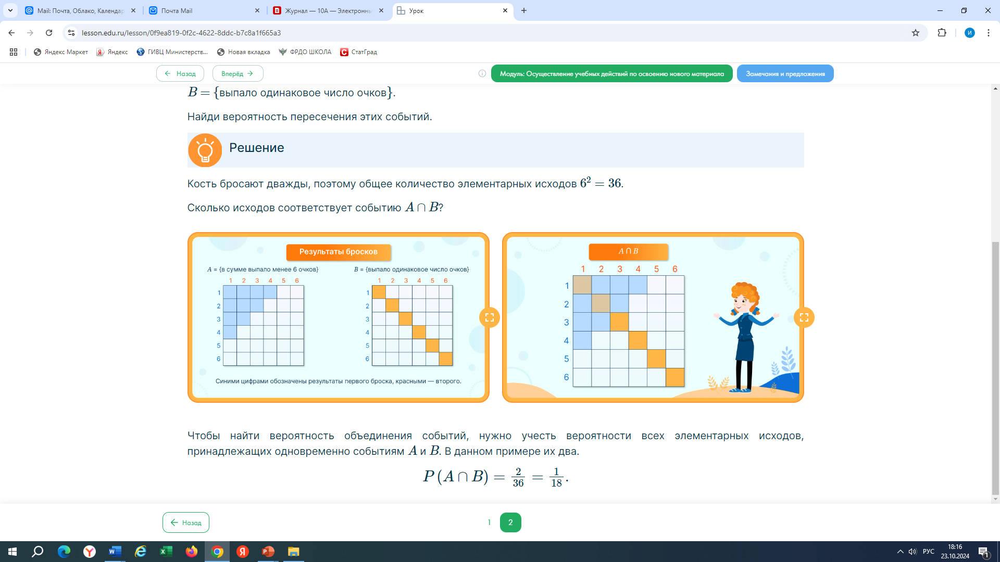 Mail: Почта, Облако, Календар
Почта Mail
Журнал — 10А — Электронны
Урок
lesson.edu.ru/lesson/0f9ea819-0f2c-4622-8ddc-b7c8a1f665a3
И
Яндекс Маркет
Яндекс
ГИВЦ Министерств...
Новая вкладка
ФРДО ШКОЛА
СтатГрад
← Назад
Вперёд →
Модуль: Осуществление учебных действий по освоению нового материала
Замечания и предложения
B = {выпало одинаковое число очков}.
Найди вероятность пересечения этих событий.
Решение
Кость бросают дважды, поэтому общее количество элементарных исходов 6² = 36.
Сколько исходов соответствует событию A ∩ B?
Результаты бросков
A = {в сумме выпало менее 6 очков}
1 2 3 4 5 6
1
2
3
4
5
6
B = {выпало одинаковое число очков}
1 2 3 4 5 6
1
2
3
4
5
6
Синими цифрами обозначены результаты первого броска, красными — второго.
A ∩ B
1 2 3 4 5 6
1
2
3
4
5
6
Чтобы найти вероятность объединения событий, нужно учесть вероятности всех элементарных исходов,
принадлежащих одновременно событиям A и B. В данном примере их два.
P (A ∩ B) = 2/36 = 1/18.
← Назад
1 2
РУС
18:16
23.10.2024
1